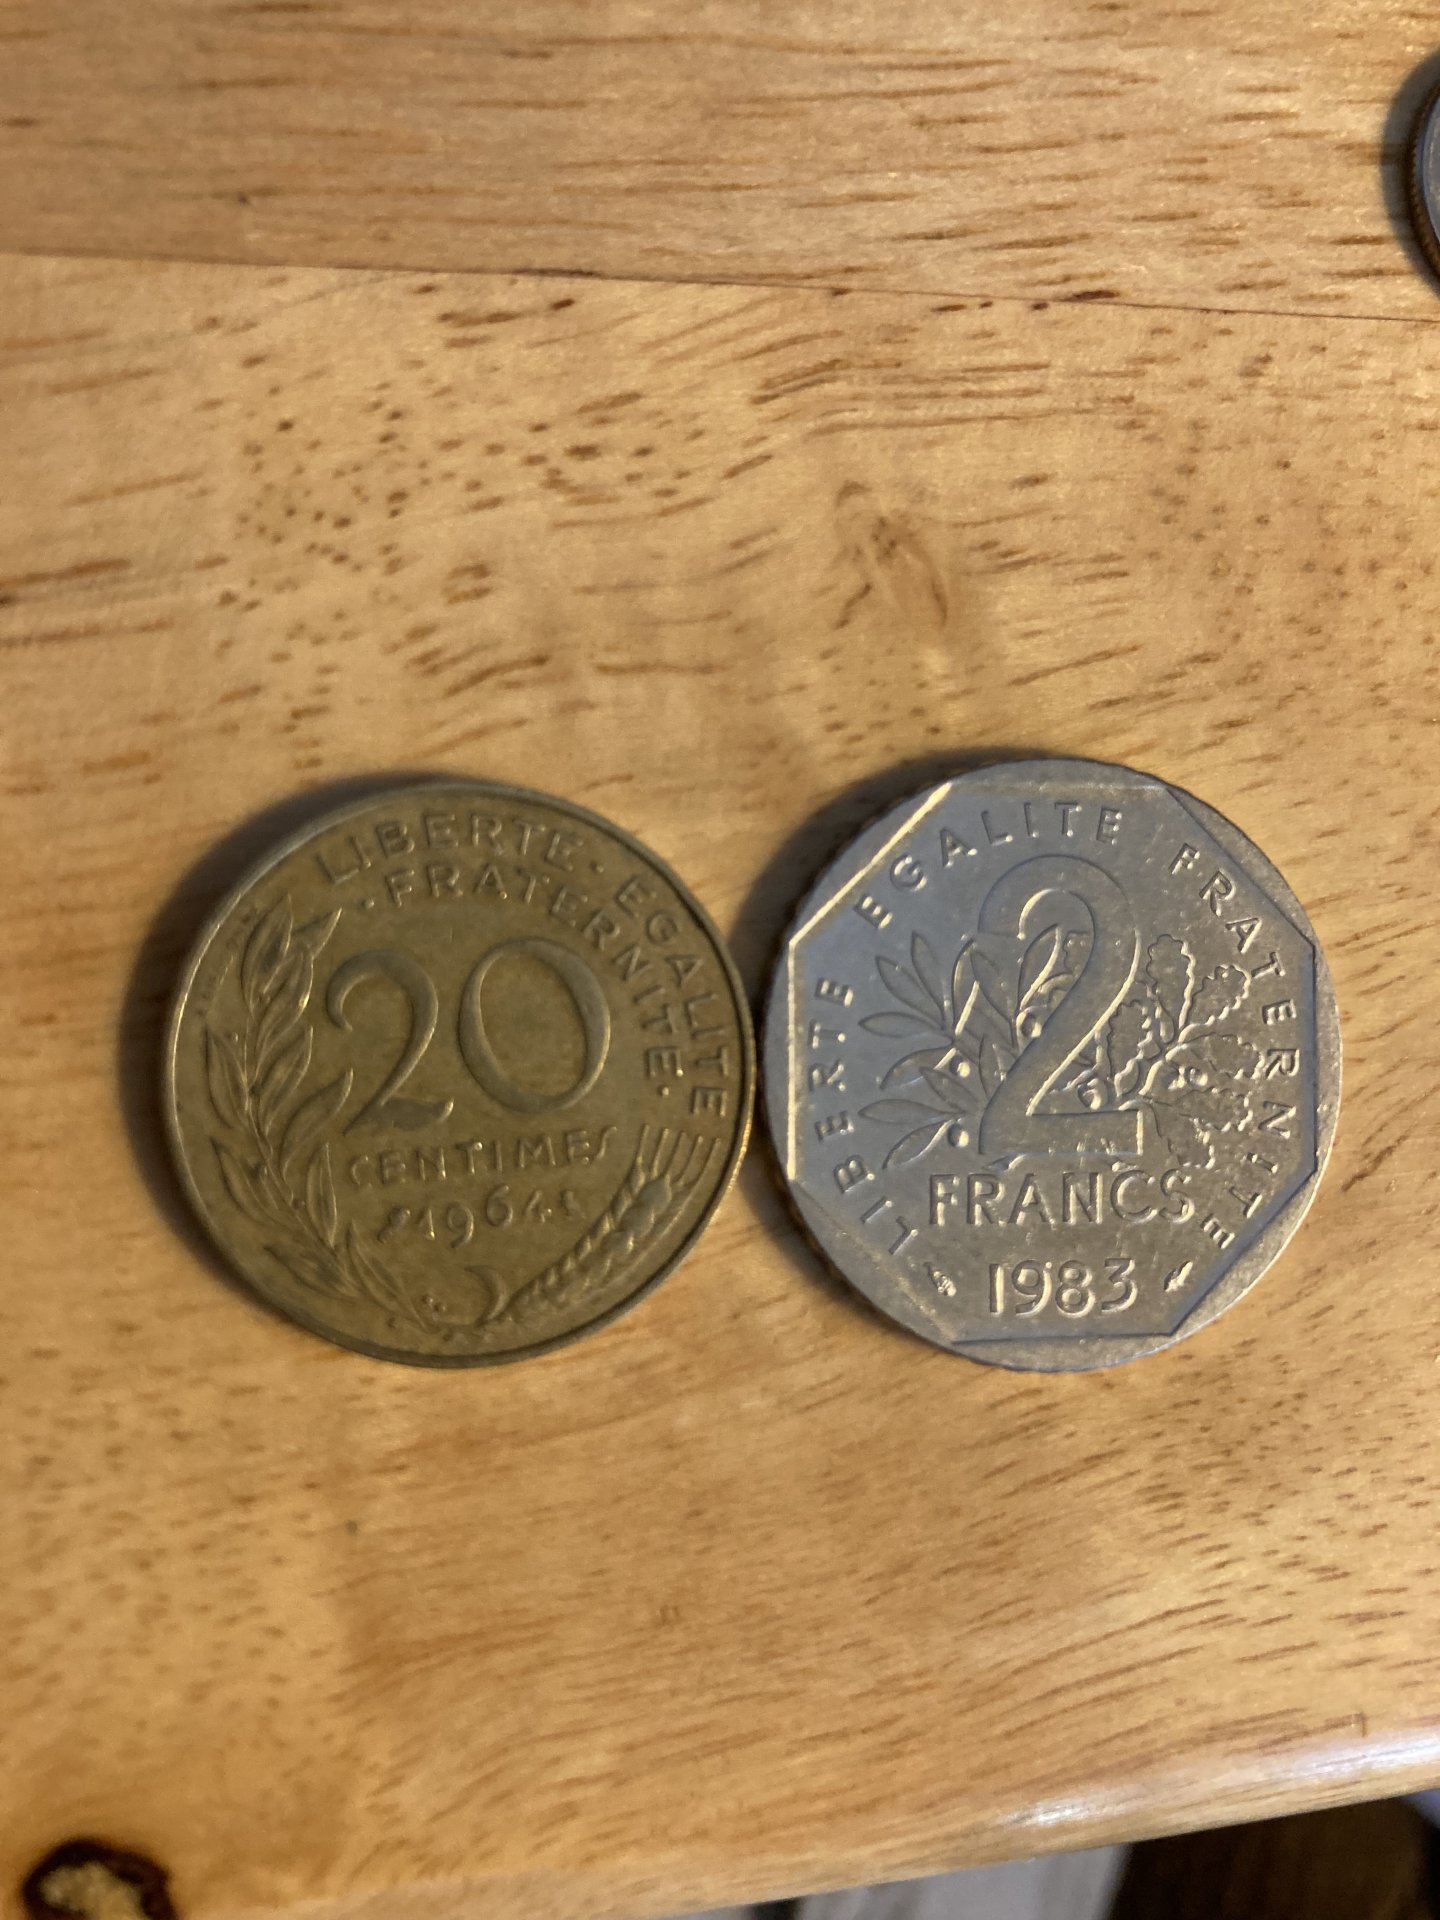 LIBERTE · EGALITE
· FRATERNITE ·
20
CENTIMES
1964
LIBERTE EGALITE FRATERNITE
2
FRANCS
1983